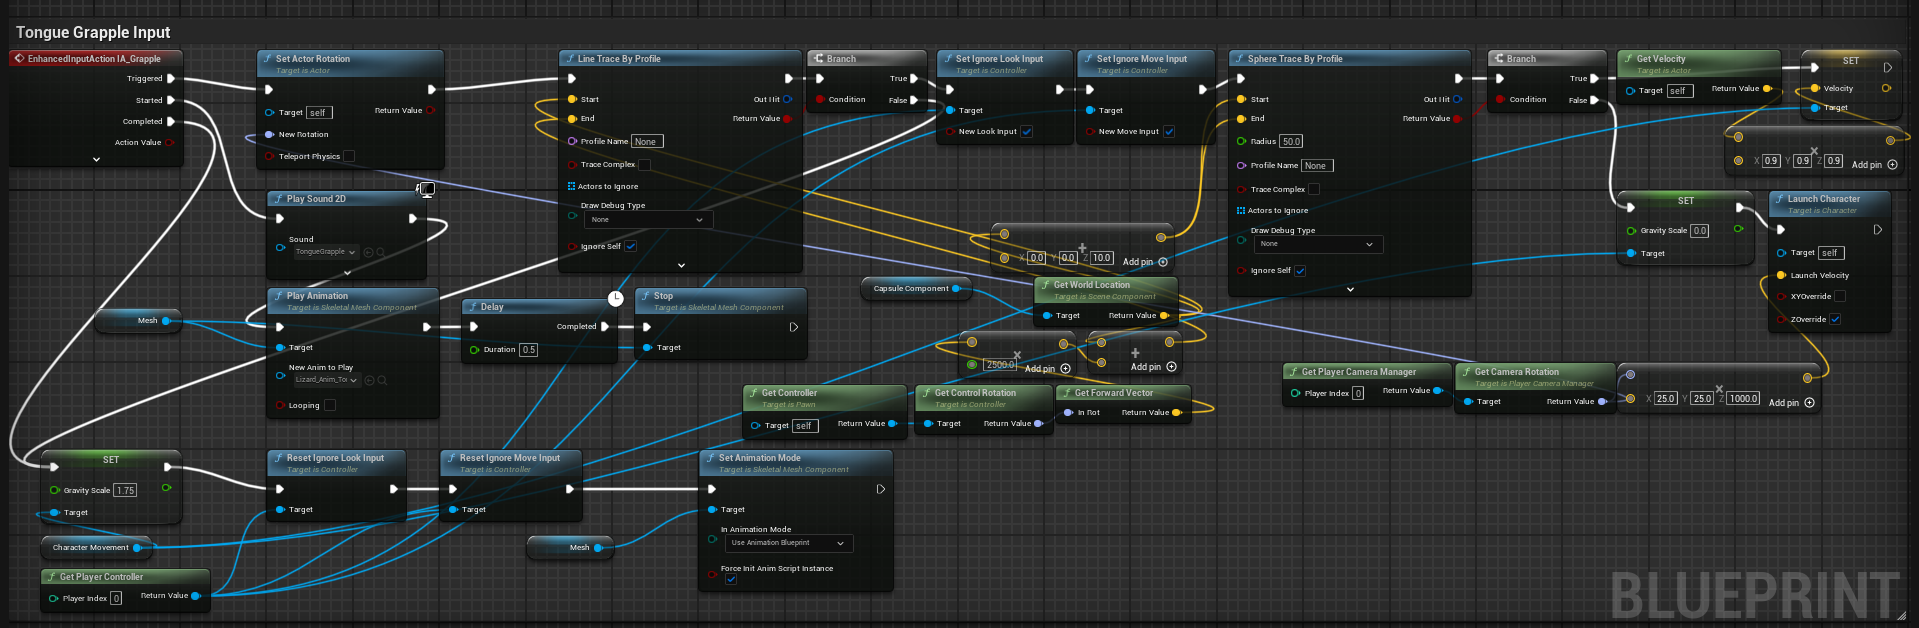 Tongue Grapple Input
EnhancedInputAction IA_Grapple
Triggered
Started
Completed
Action Value
Set Actor Rotation
Target is Actor
Target self
Return Value
New Rotation
Teleport Physics
Play Sound 2D
Sound
TongueGrapple
Mesh
Play Animation
Target is Skeletal Mesh Component
Target
New Anim to Play
Lizard_Anim_To
Looping
Delay
Completed
Duration 0.5
Stop
Target is Skeletal Mesh Component
Target
Line Trace By Profile
Start
Out Hit
End
Return Value
Profile Name None
Trace Complex
Actors to Ignore
Draw Debug Type
None
Ignore Self
Branch
True
Condition
False
Set Ignore Look Input
Target is Controller
Target
New Look Input
Set Ignore Move Input
Target is Controller
Target
New Move Input
Sphere Trace By Profile
Start
Out Hit
End
Return Value
Radius 50.0
Profile Name None
Trace Complex
Actors to Ignore
Draw Debug Type
None
Ignore Self
Branch
True
Condition
False
Get Velocity
Target is Actor
Target self
Return Value
SET
Velocity
Target
X 0.9 Y 0.9 Z 0.9
Add pin
SET
Gravity Scale 0.0
Target
Launch Character
Target is Character
Target self
Launch Velocity
XYOverride
ZOverride
X 0.0 Y 0.0 Z 10.0
Add pin
Capsule Component
Get World Location
Target is Scene Component
Target
Return Value
2500.0
Add pin
Add pin
Get Controller
Target is Pawn
Target self
Return Value
Get Control Rotation
Target is Controller
Target
Return Value
Get Forward Vector
In Rot
Return Value
Get Player Camera Manager
Player Index 0
Return Value
Get Camera Rotation
Target is Player Camera Manager
Target
Return Value
X 25.0 Y 25.0 Z 1000.0
Add pin
SET
Gravity Scale 1.75
Target
Character Movement
Get Player Controller
Player Index 0
Return Value
Reset Ignore Look Input
Target is Controller
Target
Reset Ignore Move Input
Target is Controller
Target
Mesh
Set Animation Mode
Target is Skeletal Mesh Component
Target
In Animation Mode
Use Animation Blueprint
Force Init Anim Script Instance
BLUEPRINT